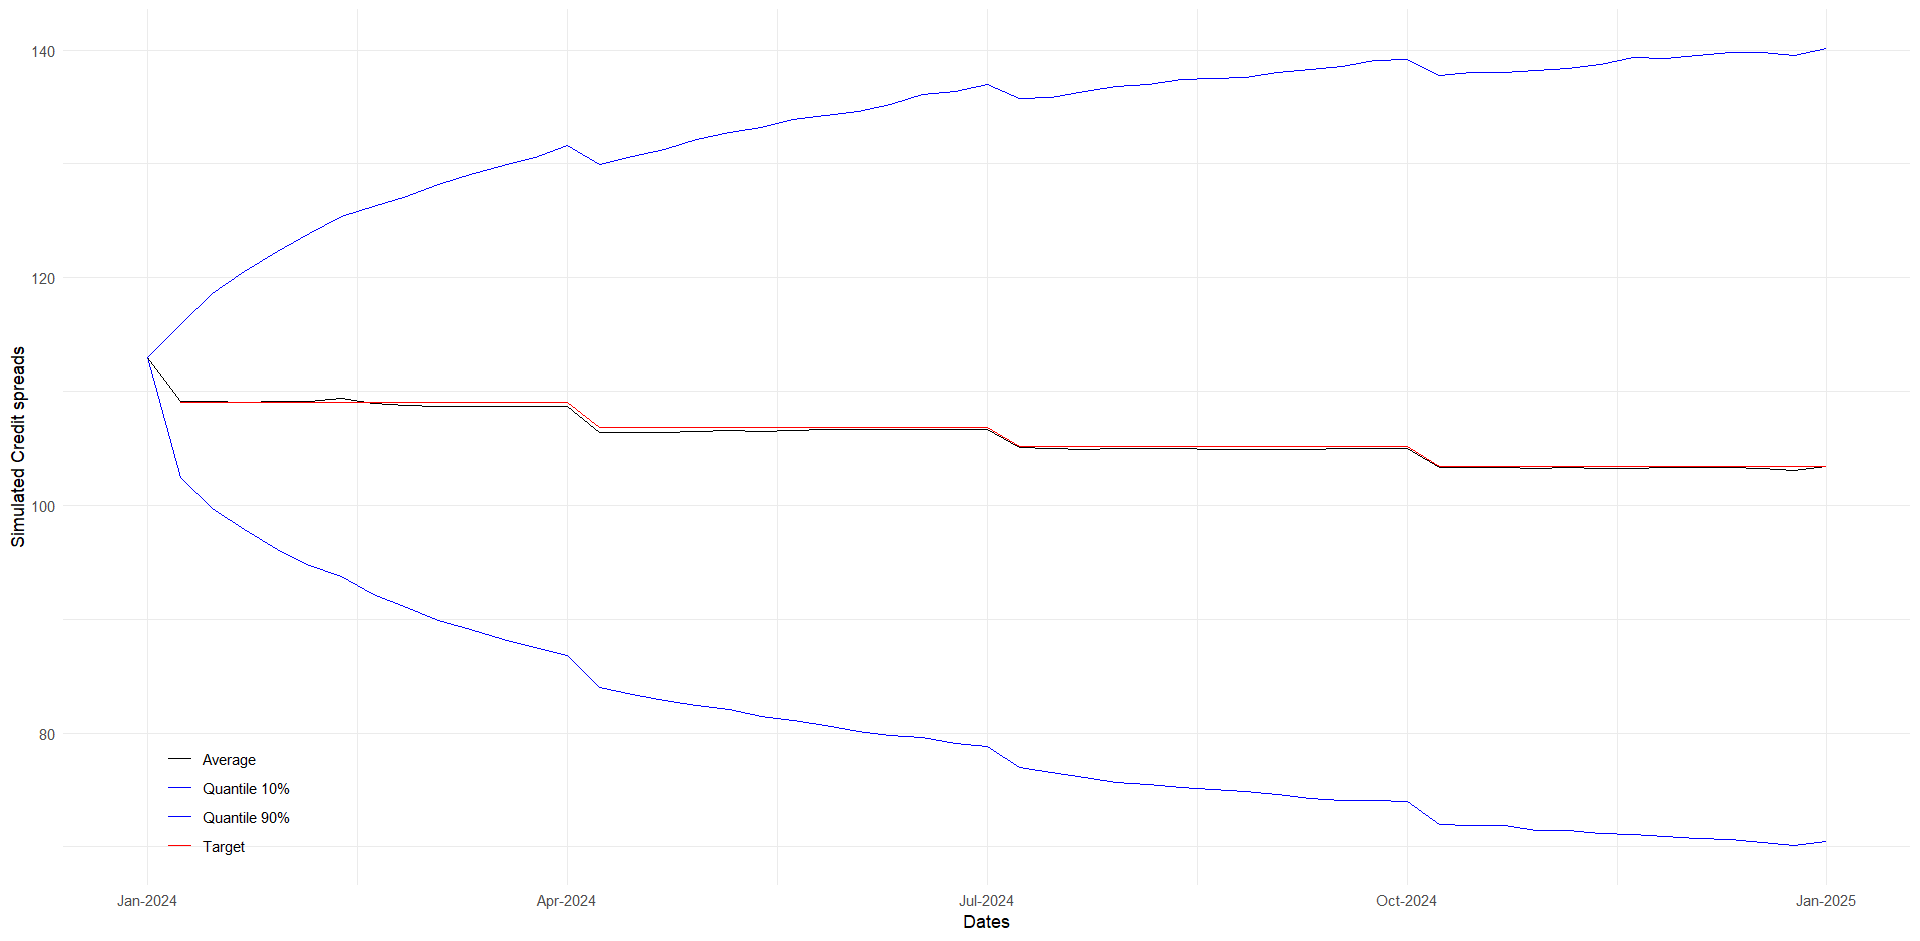 140
120
100
80
Simulated Credit spreads
Average
Quantile 10%
Quantile 90%
Target
Jan-2024
Apr-2024
Jul-2024
Oct-2024
Jan-2025
Dates